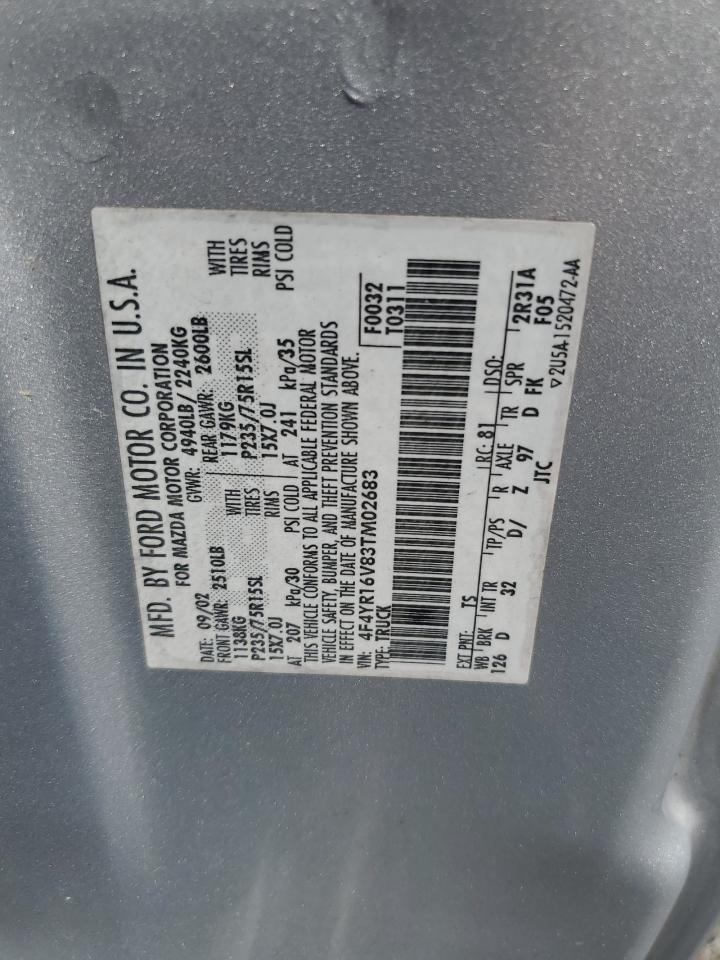 MFD. BY FORD MOTOR CO. IN U.S.A.
FOR MAZDA MOTOR CORPORATION
DATE: 09/02 GVWR: 4940LB/ 2240KG
FRONT GAWR: 2510LB REAR GAWR: 2600LB
1138KG WITH 1179KG WITH
P235/75R15SL TIRES P235/75R15SL TIRES
15X7.0J RIMS 15X7.0J RIMS
AT 207 kPa/30 PSI COLD AT 241 kPa/35 PSI COLD
THIS VEHICLE CONFORMS TO ALL APPLICABLE FEDERAL MOTOR
VEHICLE SAFETY, BUMPER, AND THEFT PREVENTION STANDARDS
IN EFFECT ON THE DATE OF MANUFACTURE SHOWN ABOVE.
VIN: 4F4YR16V83TM02683 F0032
TYPE: TRUCK T0311
EXT PNT: TS RC: 81 DSO:
WB BRK INT TR TP/PS R AXLE TR SPR 2R31A
126 D 32 D/ Z 97 D FK F05
JTC
▽2U5A-1520472-AA